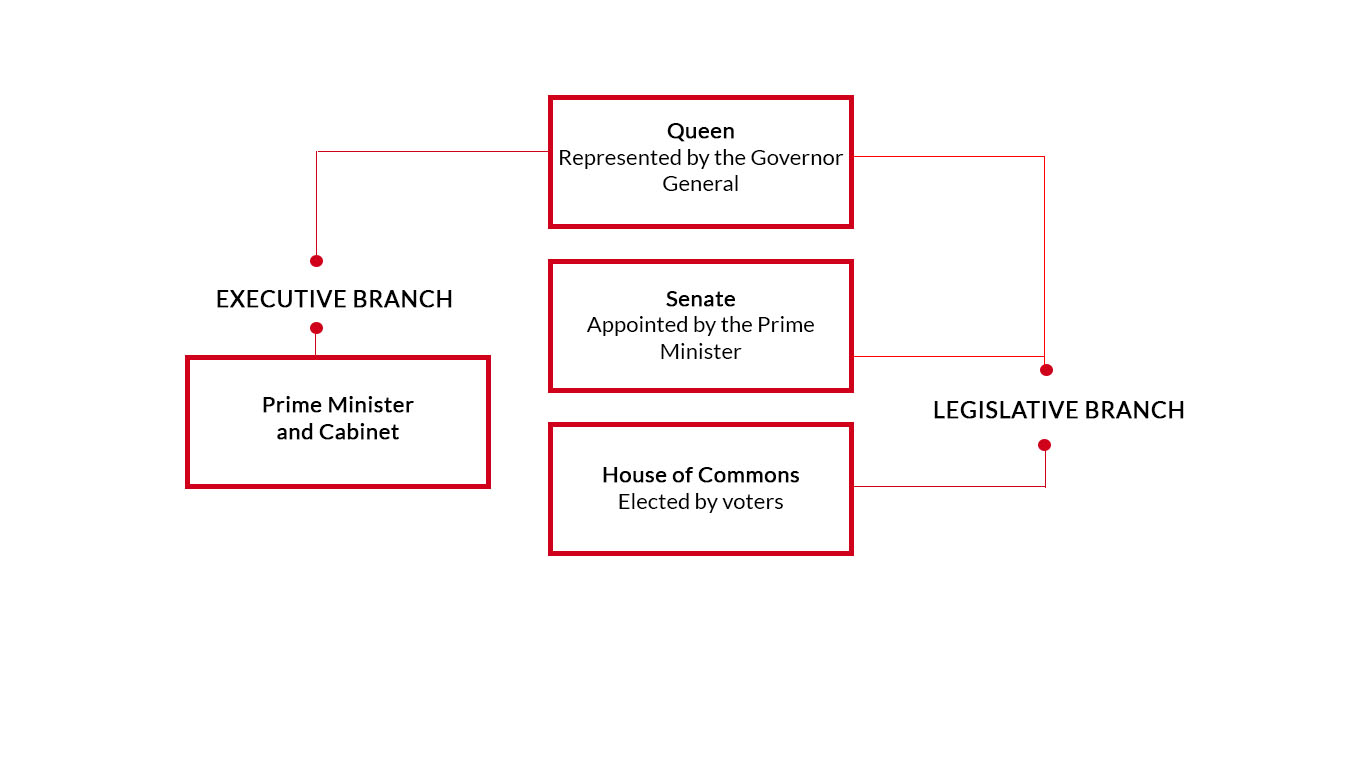 Queen
Represented by the Governor
General
EXECUTIVE BRANCH
Senate
Appointed by the Prime
Minister
Prime Minister
and Cabinet
LEGISLATIVE BRANCH
House of Commons
Elected by voters